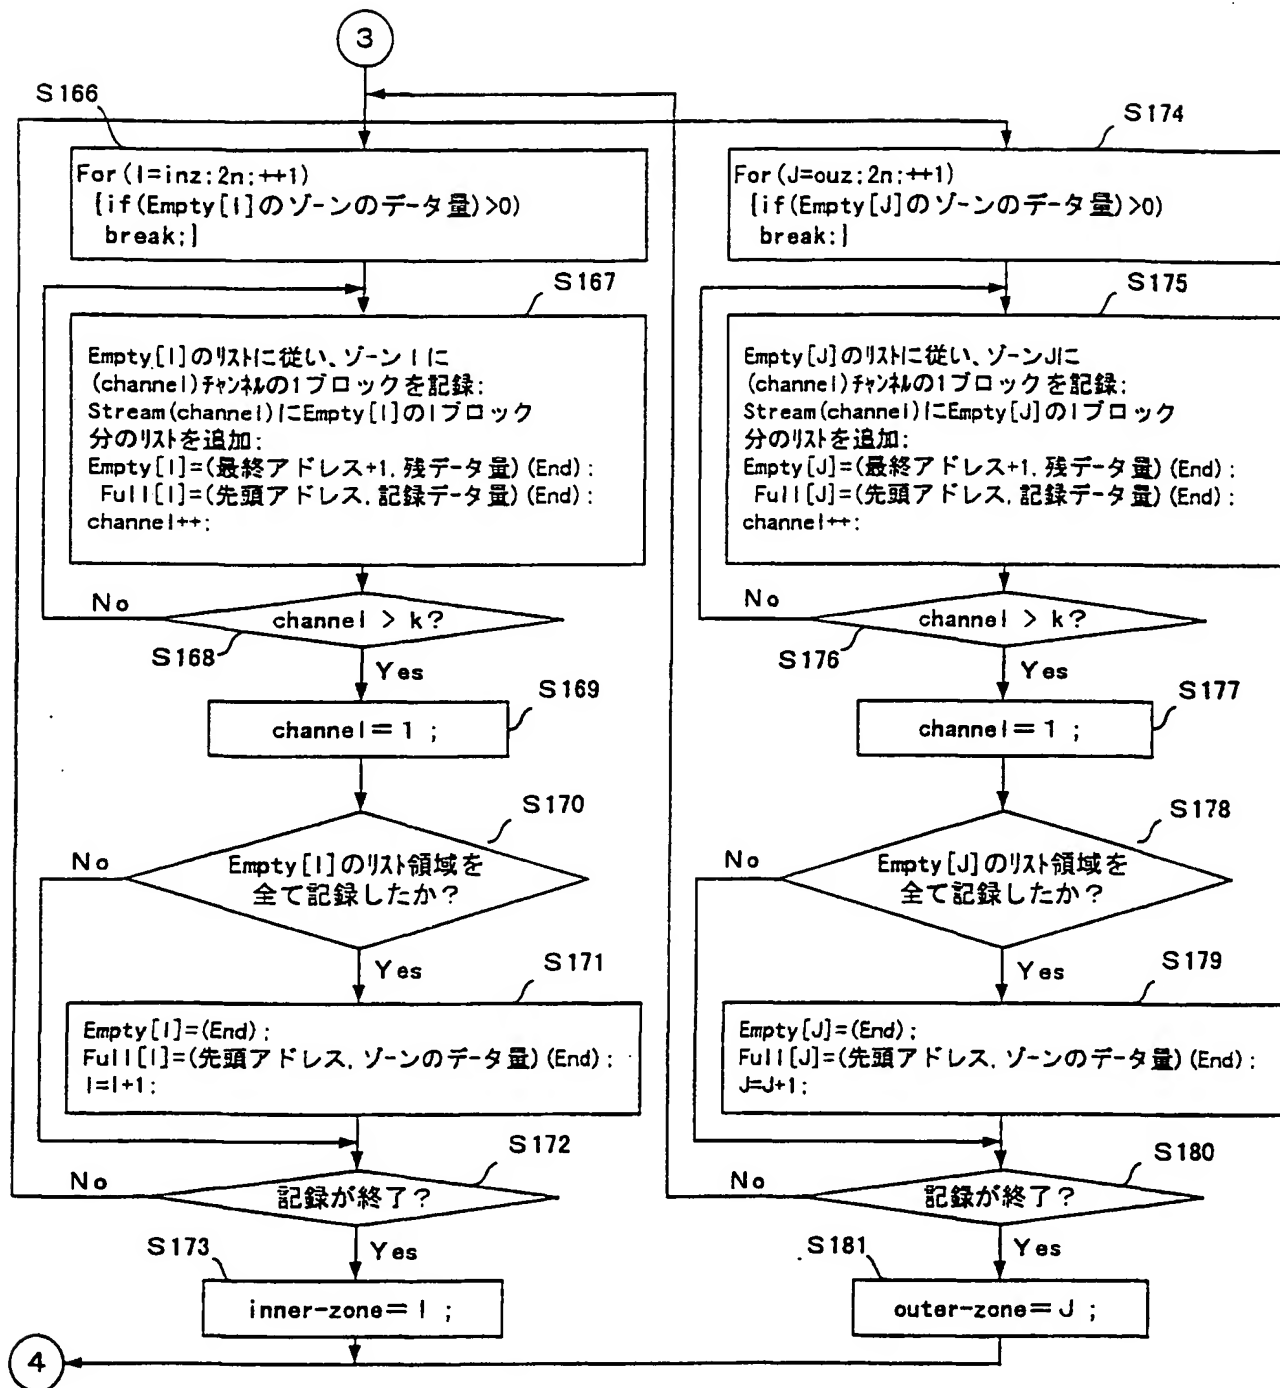 3
S166
For(I=inz;2n;++1)
{if(Empty[I]のゾーンのデータ量)>0)
break;}
S167
Empty[I]のリストに従い、ゾーンIに
(channel)チャンネルの1ブロックを記録;
Stream(channel)にEmpty[I]の1ブロック
分のリストを追加;
Empty[I]=(最終アドレス+1,残データ量)(End);
Full[I]=(先頭アドレス,記録データ量)(End);
channel++;
No
channel > k?
S168
Yes
S169
channel=1 ;
S170
No
Empty[I]のリスト領域を
全て記録したか?
Yes
S171
Empty[I]=(End);
Full[I]=(先頭アドレス,ゾーンのデータ量)(End);
I=I+1;
S172
No
記録が終了?
S173
Yes
inner-zone=I ;
S174
For(J=ouz;2n;++1)
{if(Empty[J]のゾーンのデータ量)>0)
break;}
S175
Empty[J]のリストに従い、ゾーンJに
(channel)チャンネルの1ブロックを記録;
Stream(channel)にEmpty[J]の1ブロック
分のリストを追加;
Empty[J]=(最終アドレス+1,残データ量)(End);
Full[J]=(先頭アドレス,記録データ量)(End);
channel++;
No
channel > k?
S176
Yes
S177
channel=1 ;
S178
No
Empty[J]のリスト領域を
全て記録したか?
Yes
S179
Empty[J]=(End);
Full[J]=(先頭アドレス,ゾーンのデータ量)(End);
J=J+1;
S180
No
記録が終了?
S181
Yes
outer-zone=J ;
4